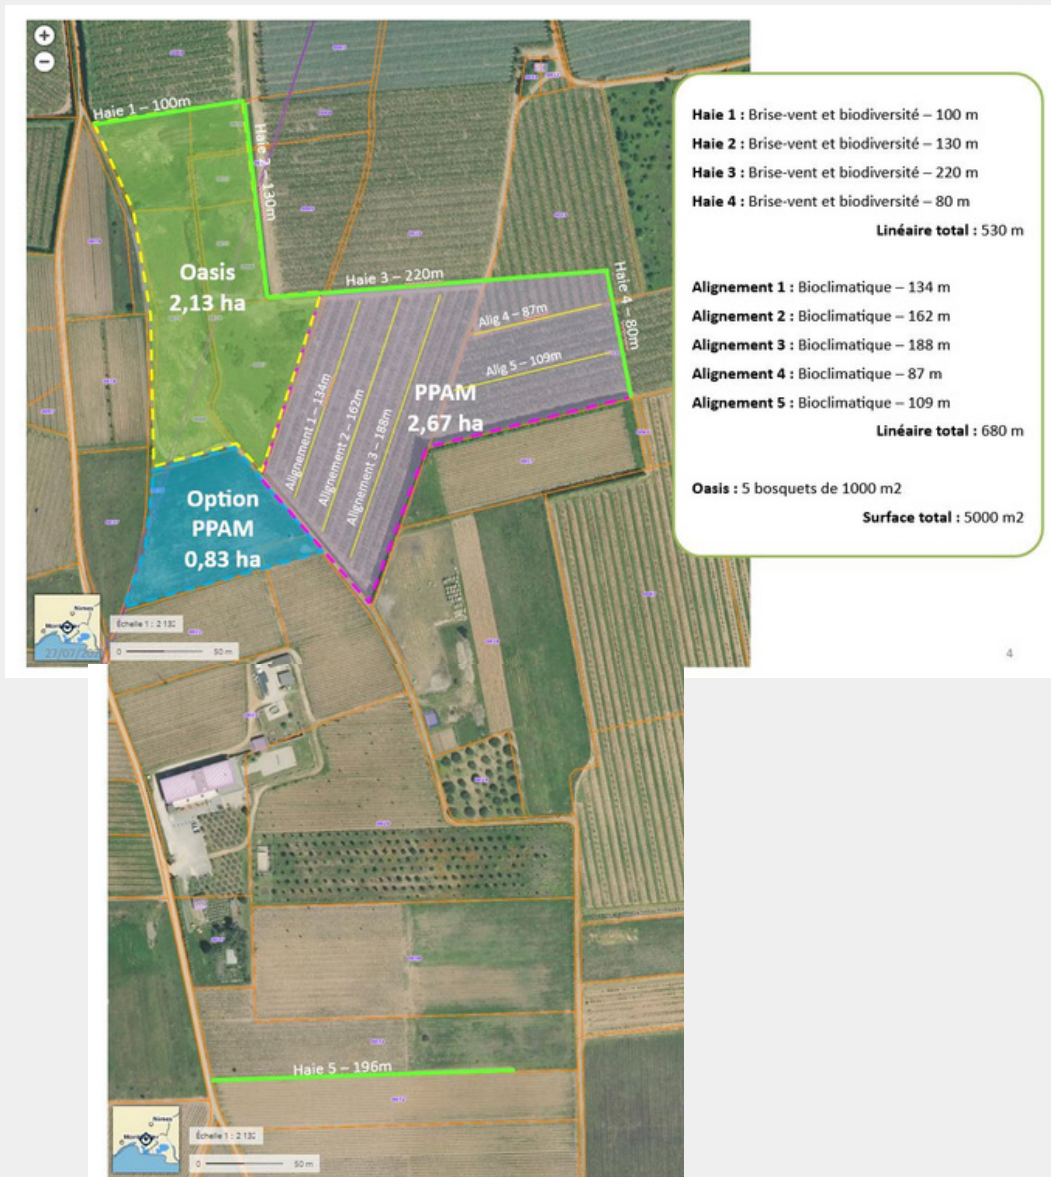 +
−
Haie 1 – 100m
Haie 2 – 130m
Oasis
2,13 ha
Haie 3 – 220m
Haie 4 – 80m
Alig 4 – 87m
Alig 5 – 109m
PPAM
2,67 ha
Alignement 1 – 134m
Alignement 2 – 162m
Alignement 3 – 188m
Option
PPAM
0,83 ha
Nimes
Échelle 1 : 2 132
0 50 m
Haie 1 : Brise-vent et biodiversité – 100 m
Haie 2 : Brise-vent et biodiversité – 130 m
Haie 3 : Brise-vent et biodiversité – 220 m
Haie 4 : Brise-vent et biodiversité – 80 m
Linéaire total : 530 m
Alignement 1 : Bioclimatique – 134 m
Alignement 2 : Bioclimatique – 162 m
Alignement 3 : Bioclimatique – 188 m
Alignement 4 : Bioclimatique – 87 m
Alignement 5 : Bioclimatique – 109 m
Linéaire total : 680 m
Oasis : 5 bosquets de 1000 m2
Surface total : 5000 m2
4
Haie 5 – 196m
Nimes
Échelle 1 : 2 132
0 50 m